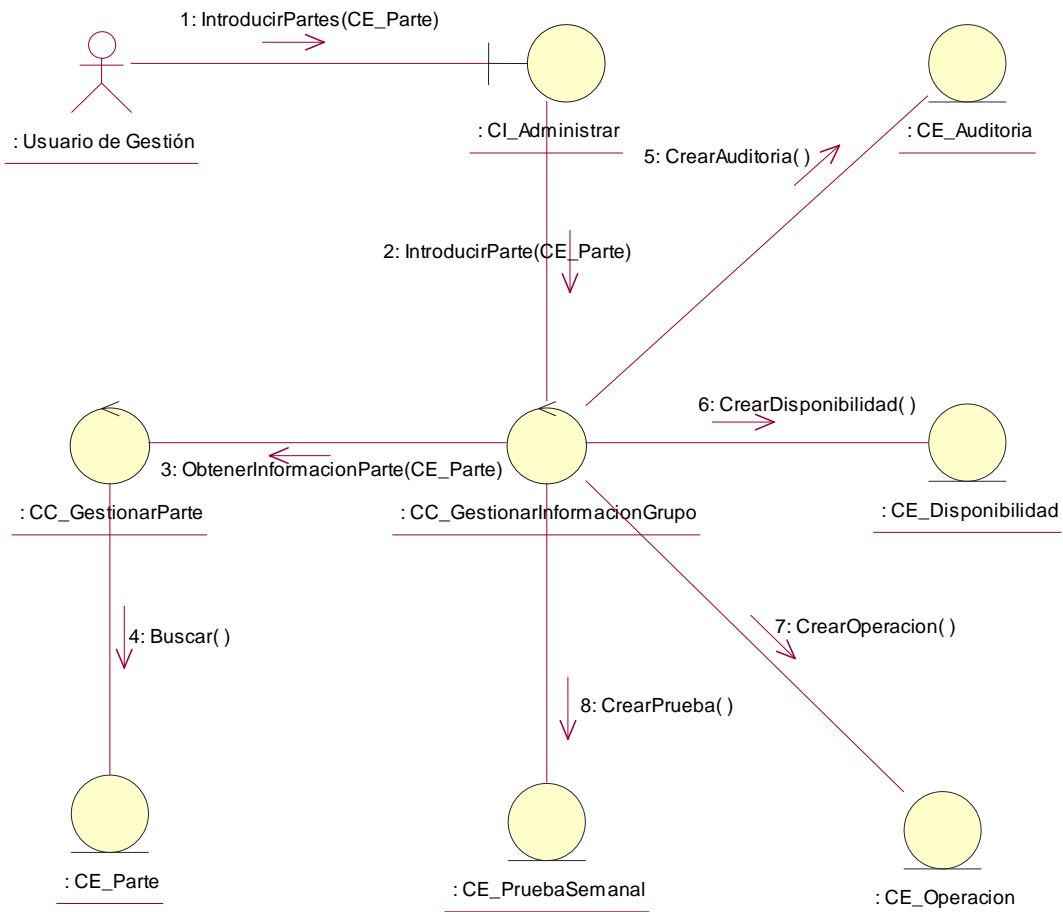 1: IntroducirPartes(CE_Parte)
: Usuario de Gestión
: CI_Administrar
: CE_Auditoria
5: CrearAuditoria( )
2: IntroducirParte(CE_Parte)
6: CrearDisponibilidad( )
3: ObtenerInformacionParte(CE_Parte)
: CC_GestionarParte
: CC_GestionarInformacionGrupo
: CE_Disponibilidad
4: Buscar( )
7: CrearOperacion( )
8: CrearPrueba( )
: CE_Parte
: CE_PruebaSemanal
: CE_Operacion